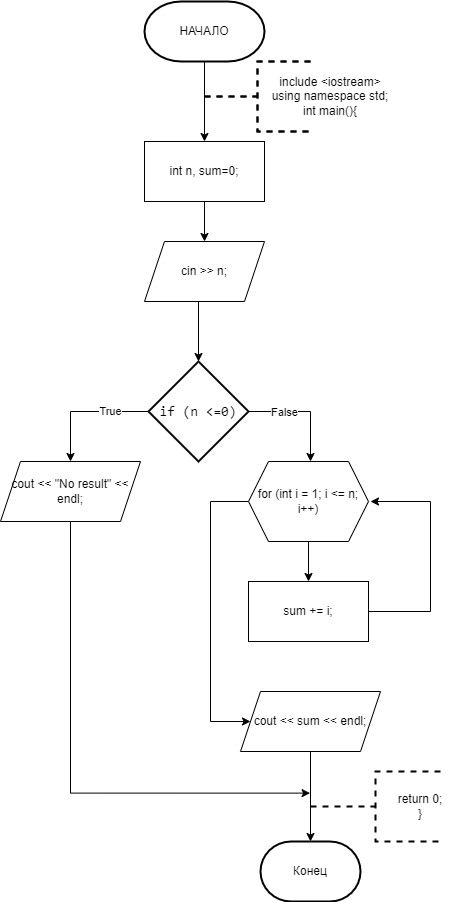 НАЧАЛО
include <iostream>
using namespace std;
int main(){
int n, sum=0;
cin >> n;
if (n <=0)
True
False
cout << "No result" <<
endl;
for (int i = 1; i <= n;
i++)
sum += i;
cout << sum << endl;
return 0;
}
Конец